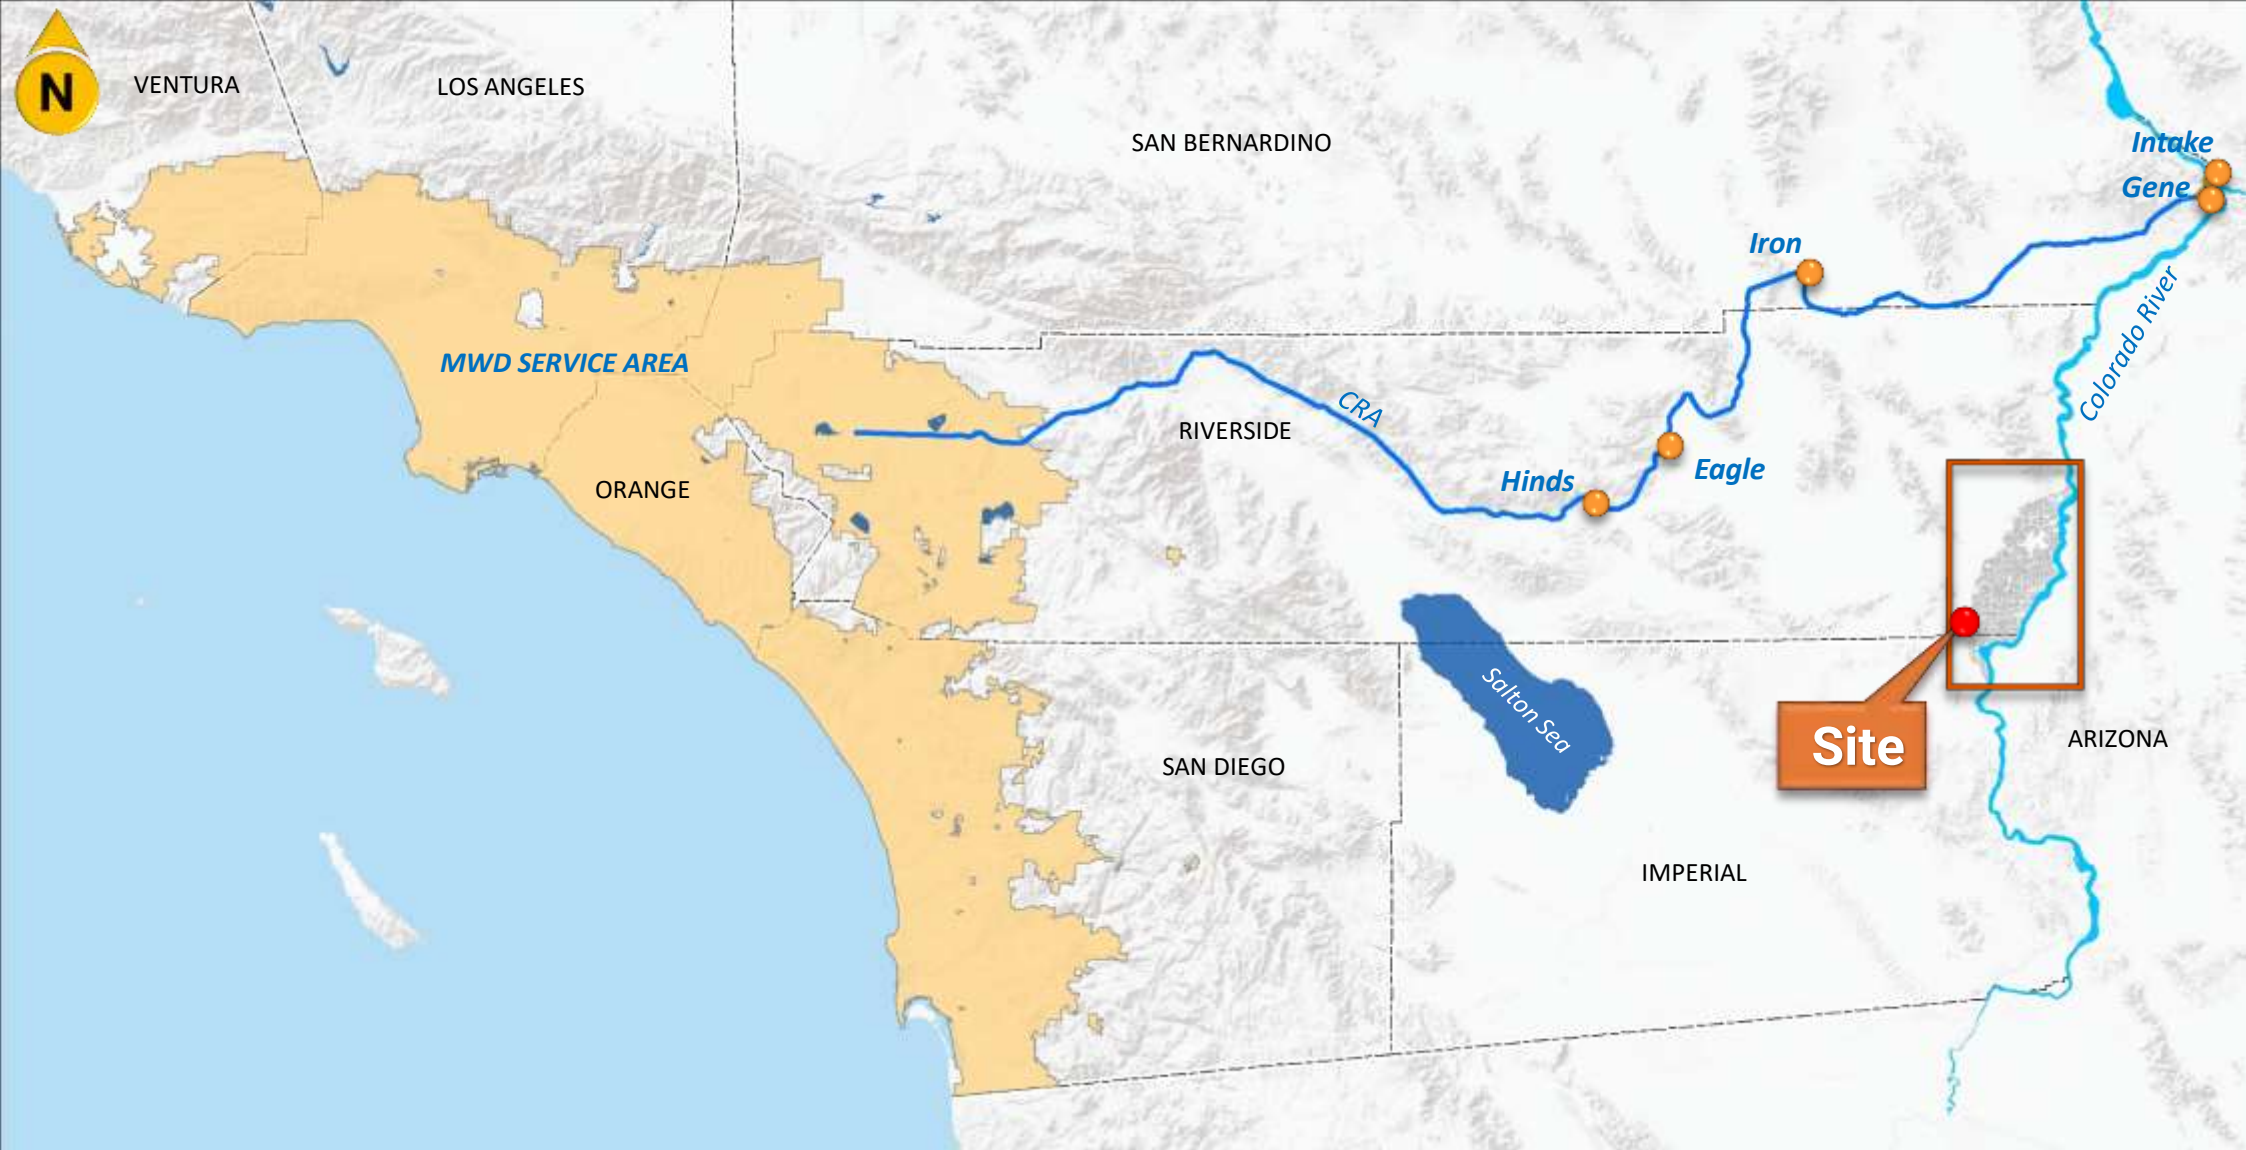 N
VENTURA
LOS ANGELES
SAN BERNARDINO
Intake
Gene
Iron
Colorado River
MWD SERVICE AREA
CRA
RIVERSIDE
Hinds
Eagle
ORANGE
Salton Sea
Site
ARIZONA
SAN DIEGO
IMPERIAL